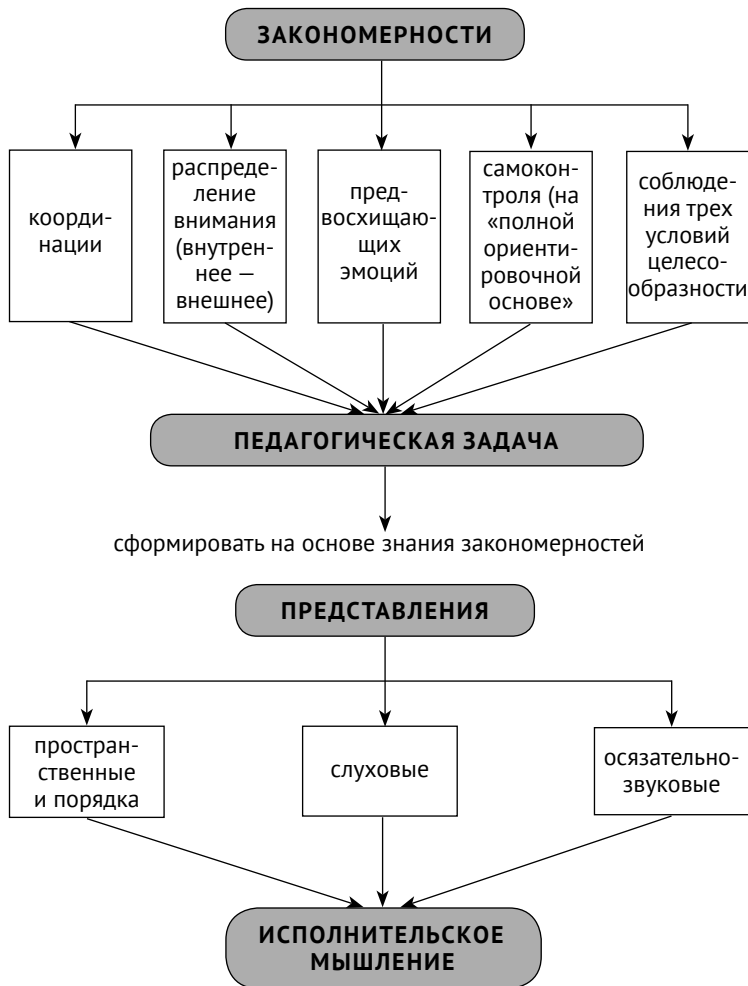 ЗАКОНОМЕРНОСТИ
коорди-
нации
распреде-
ление
внимания
(внутрен-
нее —
внешнее)
пред-
восхищаю-
щих
эмоций
самокон-
троля (на
«полной
ориенти-
ровочной
основе»
соблюде-
ния трех
условий
целесо-
образности
ПЕДАГОГИЧЕСКАЯ ЗАДАЧА
сформировать на основе знания закономерностей
ПРЕДСТАВЛЕНИЯ
простран-
ственные
и порядка
слуховые
осязательно-
звуковые
ИСПОЛНИТЕЛЬСКОЕ
МЫШЛЕНИЕ